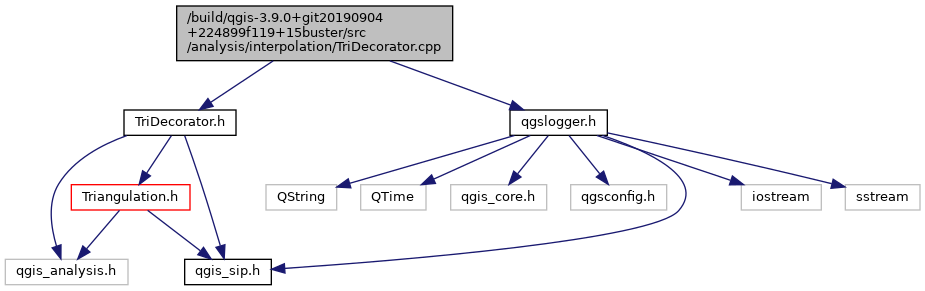 /build/qgis-3.9.0+git20190904
+224899f119+15buster/src
/analysis/interpolation/TriDecorator.cpp
TriDecorator.h
qgslogger.h
Triangulation.h
QString
QTime
qgis_core.h
qgsconfig.h
iostream
sstream
qgis_analysis.h
qgis_sip.h